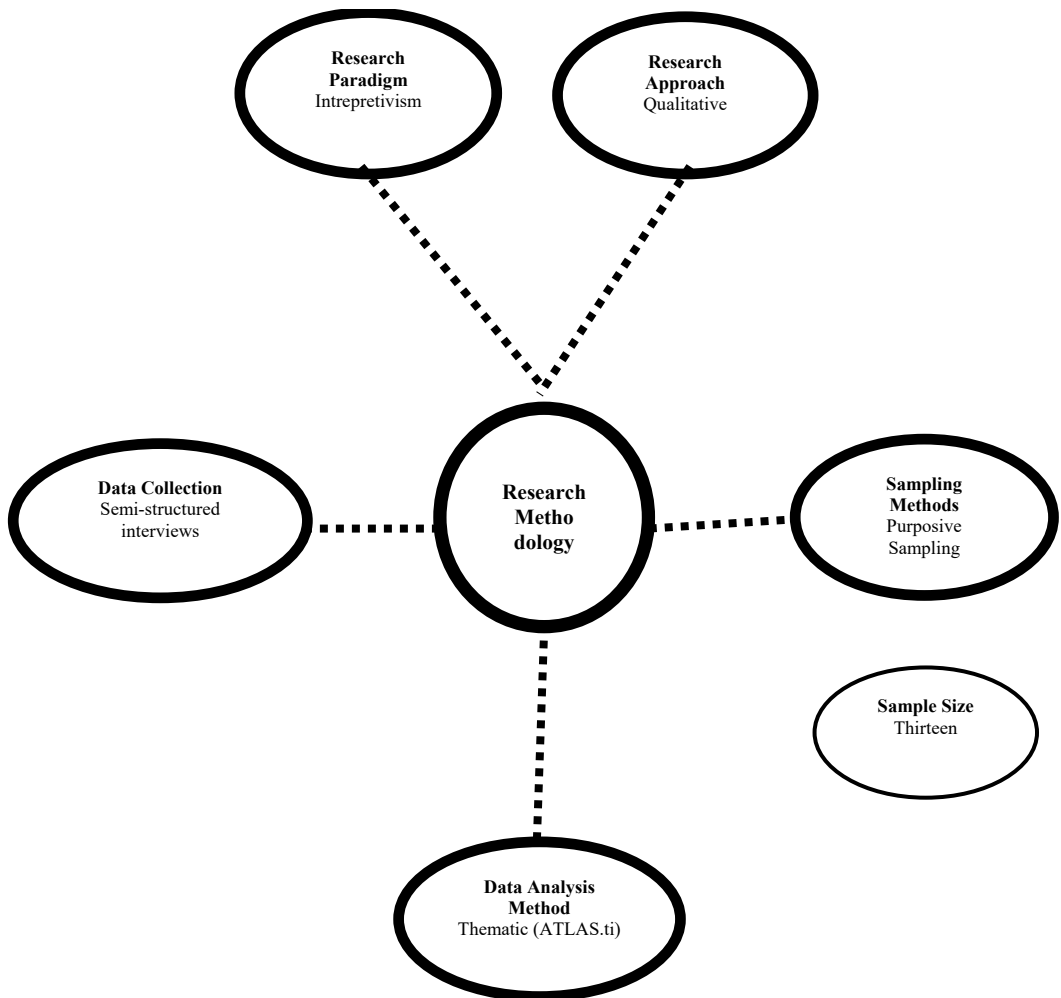 Research
Paradigm
Intrepretivism
Research
Approach
Qualitative
Data Collection
Semi-structured
interviews
Research
Metho
dology
Sampling
Methods
Purposive
Sampling
Sample Size
Thirteen
Data Analysis
Method
Thematic (ATLAS.ti)